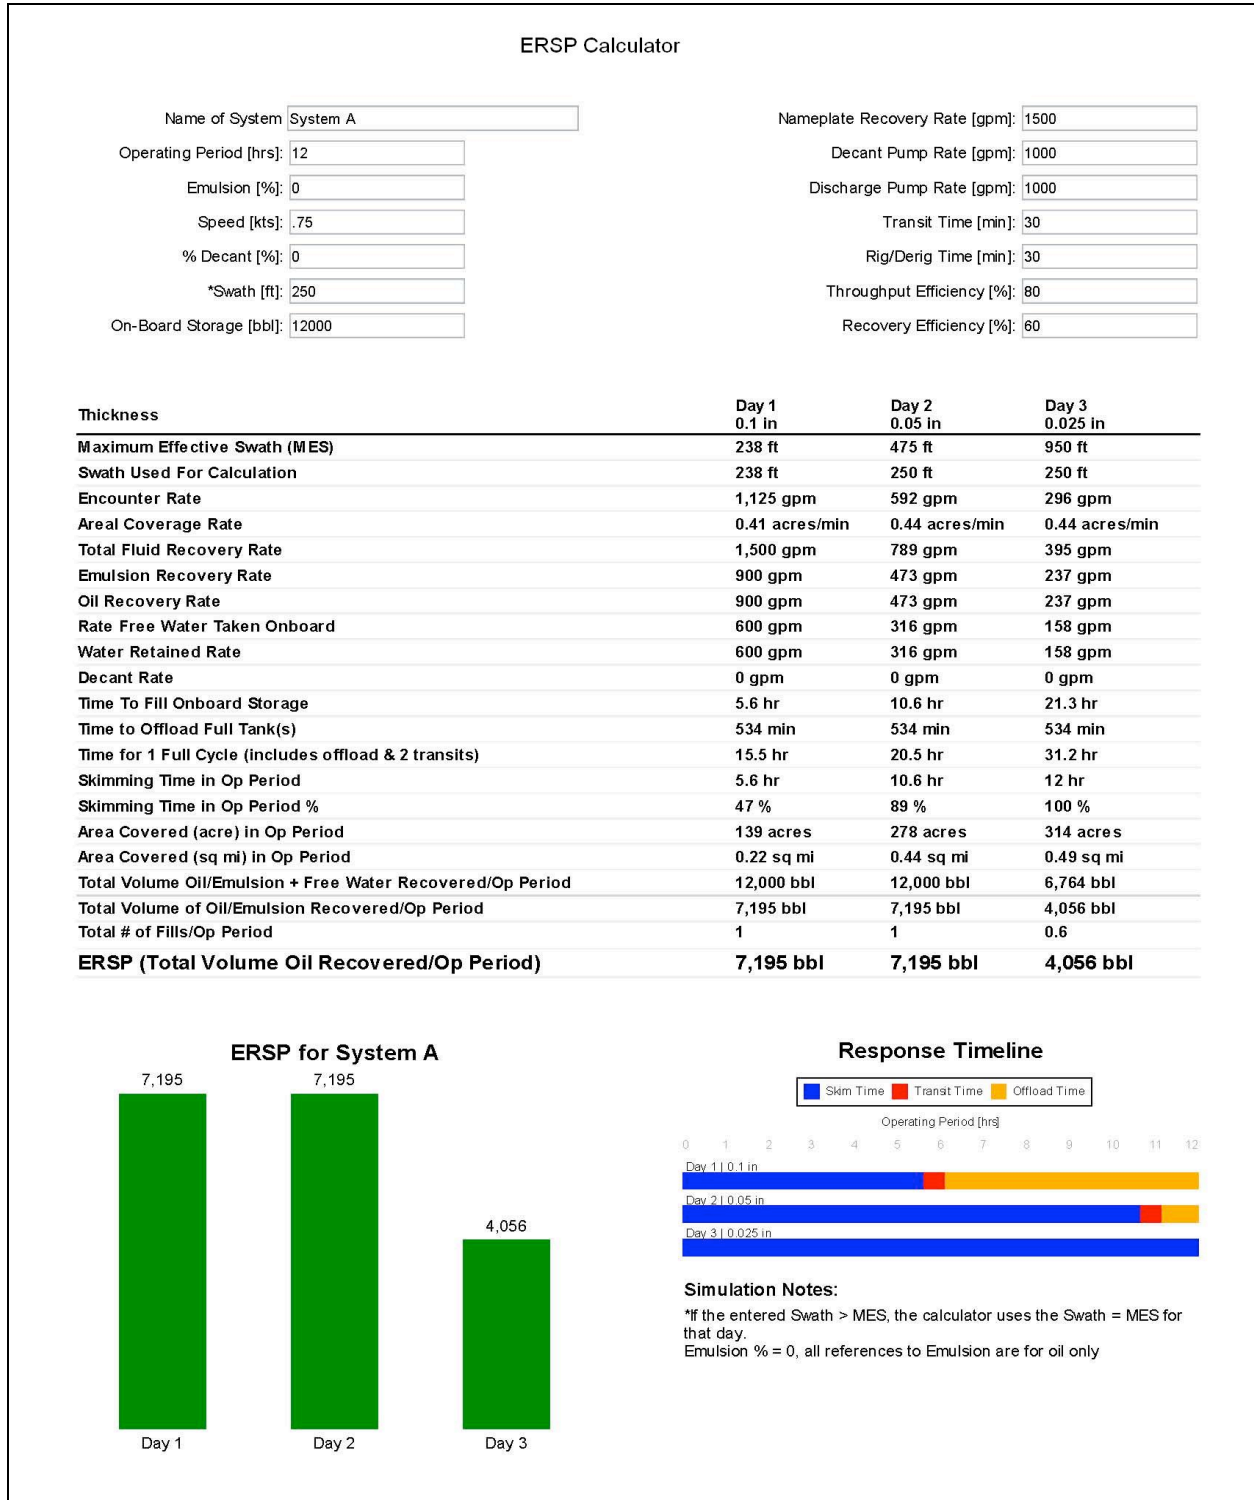 ERSP Calculator
Name of System System A
Operating Period [hrs]: 12
Emulsion [%]: 0
Speed [kts]: .75
% Decant [%]: 0
*Swath [ft]: 250
On-Board Storage [bbl]: 12000
Nameplate Recovery Rate [gpm]: 1500
Decant Pump Rate [gpm]: 1000
Discharge Pump Rate [gpm]: 1000
Transit Time [min]: 30
Rig/Derig Time [min]: 30
Throughput Efficiency [%]: 80
Recovery Efficiency [%]: 60
Thickness Day 1 0.1 in Day 2 0.05 in Day 3 0.025 in
Maximum Effective Swath (MES) 238 ft 475 ft 950 ft
Swath Used For Calculation 238 ft 250 ft 250 ft
Encounter Rate 1,125 gpm 592 gpm 296 gpm
Areal Coverage Rate 0.41 acres/min 0.44 acres/min 0.44 acres/min
Total Fluid Recovery Rate 1,500 gpm 789 gpm 395 gpm
Emulsion Recovery Rate 900 gpm 473 gpm 237 gpm
Oil Recovery Rate 900 gpm 473 gpm 237 gpm
Rate Free Water Taken Onboard 600 gpm 316 gpm 158 gpm
Water Retained Rate 600 gpm 316 gpm 158 gpm
Decant Rate 0 gpm 0 gpm 0 gpm
Time To Fill Onboard Storage 5.6 hr 10.6 hr 21.3 hr
Time to Offload Full Tank(s) 534 min 534 min 534 min
Time for 1 Full Cycle (includes offload & 2 transits) 15.5 hr 20.5 hr 31.2 hr
Skimming Time in Op Period 5.6 hr 10.6 hr 12 hr
Skimming Time in Op Period % 47 % 89 % 100 %
Area Covered (acre) in Op Period 139 acres 278 acres 314 acres
Area Covered (sq mi) in Op Period 0.22 sq mi 0.44 sq mi 0.49 sq mi
Total Volume Oil/Emulsion + Free Water Recovered/Op Period 12,000 bbl 12,000 bbl 6,764 bbl
Total Volume of Oil/Emulsion Recovered/Op Period 7,195 bbl 7,195 bbl 4,056 bbl
Total # of Fills/Op Period 1 1 0.6
ERSP (Total Volume Oil Recovered/Op Period) 7,195 bbl 7,195 bbl 4,056 bbl
ERSP for System A
7,195 7,195
4,056
Day 1 Day 2 Day 3
Response Timeline
Skim Time Transit Time Offload Time
Operating Period [hrs]
0 1 2 3 4 5 6 7 8 9 10 11 12
Day 1 | 0.1 in
Day 2 | 0.05 in
Day 3 | 0.025 in
Simulation Notes:
*If the entered Swath > MES, the calculator uses the Swath = MES for
that day.
Emulsion % = 0, all references to Emulsion are for oil only